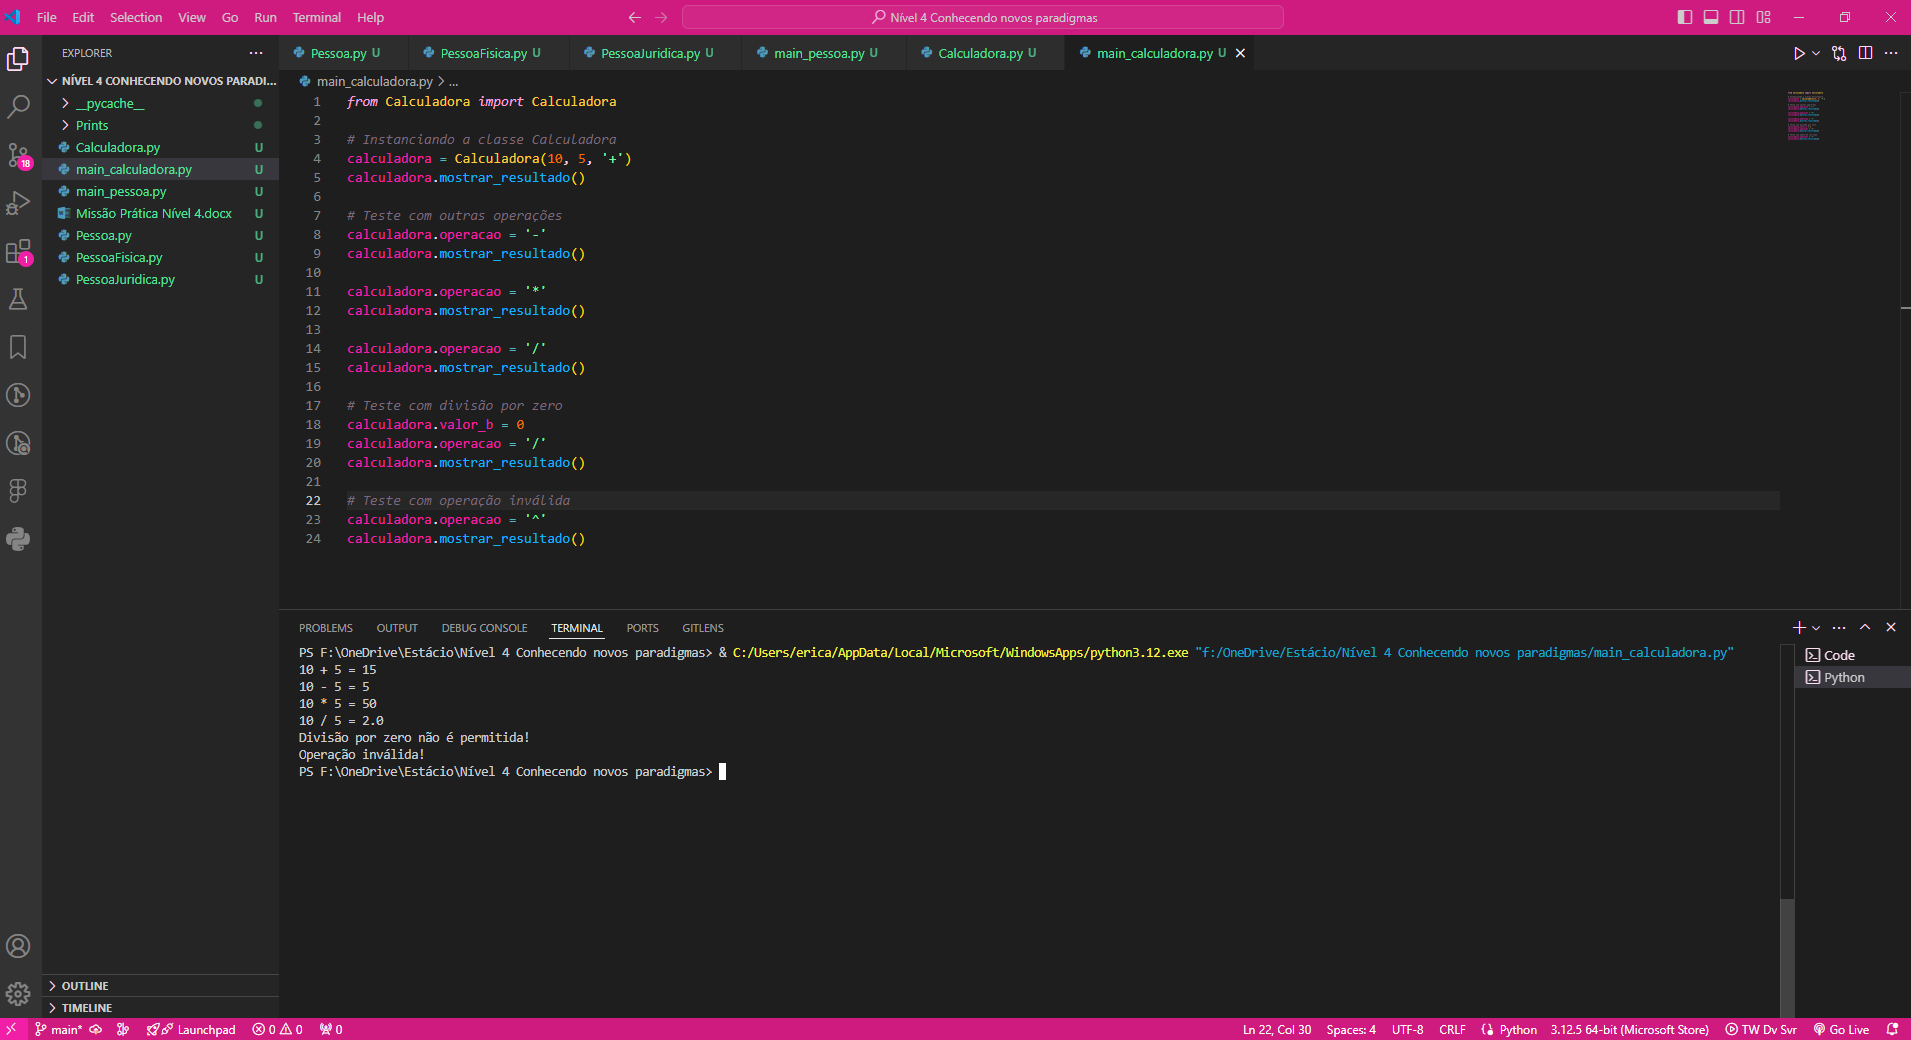 File Edit Selection View Go Run Terminal Help
Nível 4 Conhecendo novos paradigmas
EXPLORER
NÍVEL 4 CONHECENDO NOVOS PARADI...
__pycache__
Prints
Calculadora.py U
main_calculadora.py U
main_pessoa.py U
Missão Prática Nível 4.docx U
Pessoa.py U
PessoaFisica.py U
PessoaJuridica.py U
OUTLINE
TIMELINE
18
1
Pessoa.py U PessoaFisica.py U PessoaJuridica.py U main_pessoa.py U Calculadora.py U main_calculadora.py U
main_calculadora.py > ...
1 from Calculadora import Calculadora
2
3 # Instanciando a classe Calculadora
4 calculadora = Calculadora(10, 5, '+')
5 calculadora.mostrar_resultado()
6
7 # Teste com outras operações
8 calculadora.operacao = '-'
9 calculadora.mostrar_resultado()
10
11 calculadora.operacao = '*'
12 calculadora.mostrar_resultado()
13
14 calculadora.operacao = '/'
15 calculadora.mostrar_resultado()
16
17 # Teste com divisão por zero
18 calculadora.valor_b = 0
19 calculadora.operacao = '/'
20 calculadora.mostrar_resultado()
21
22 # Teste com operação inválida
23 calculadora.operacao = '^'
24 calculadora.mostrar_resultado()
PROBLEMS OUTPUT DEBUG CONSOLE TERMINAL PORTS GITLENS
PS F:\OneDrive\Estácio\Nível 4 Conhecendo novos paradigmas> & C:/Users/erica/AppData/Local/Microsoft/WindowsApps/python3.12.exe "f:/OneDrive/Estácio/Nível 4 Conhecendo novos paradigmas/main_calculadora.py"
10 + 5 = 15
10 - 5 = 5
10 * 5 = 50
10 / 5 = 2.0
Divisão por zero não é permitida!
Operação inválida!
PS F:\OneDrive\Estácio\Nível 4 Conhecendo novos paradigmas>
Code
Python
main* Launchpad 0 0 0 Ln 22, Col 30 Spaces: 4 UTF-8 CRLF Python 3.12.5 64-bit (Microsoft Store) TW Dv Svr Go Live